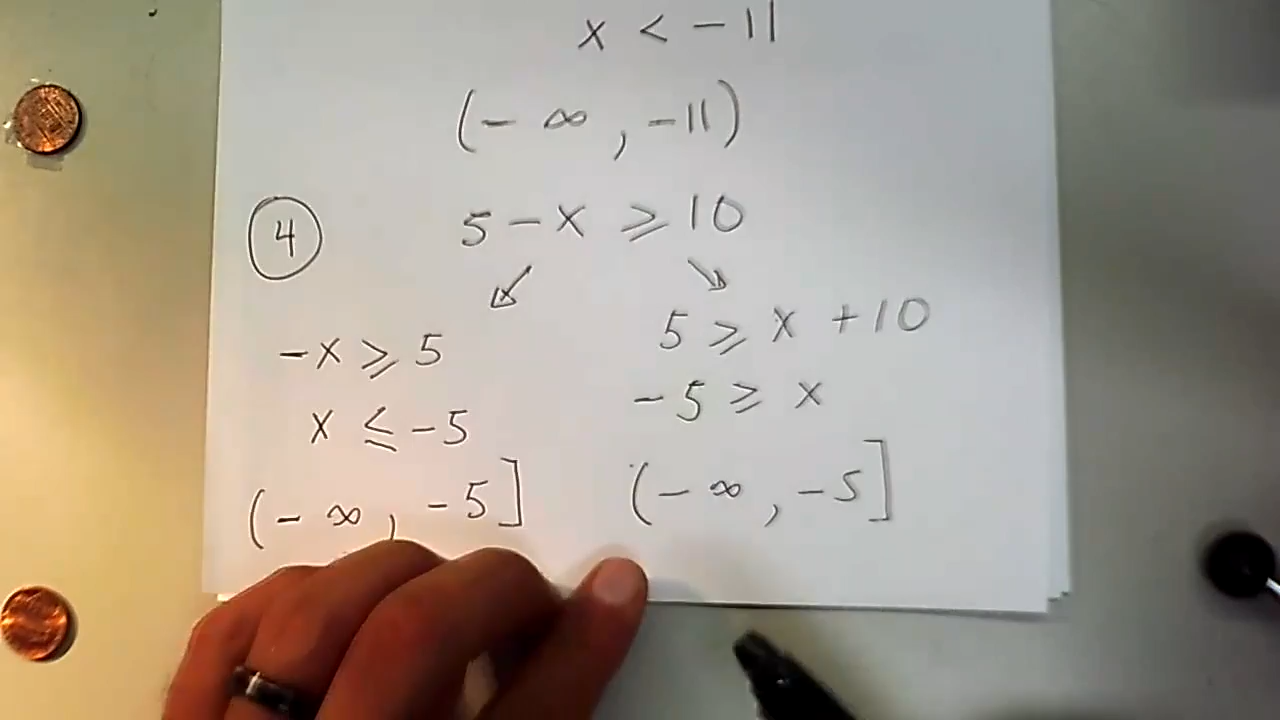 x < -11
(-∞, -11)
④ 5 - x ≥ 10
↙ ↘
-x ≥ 5
x ≤ -5
(-∞, -5]
5 ≥ x + 10
-5 ≥ x
(-∞, -5]